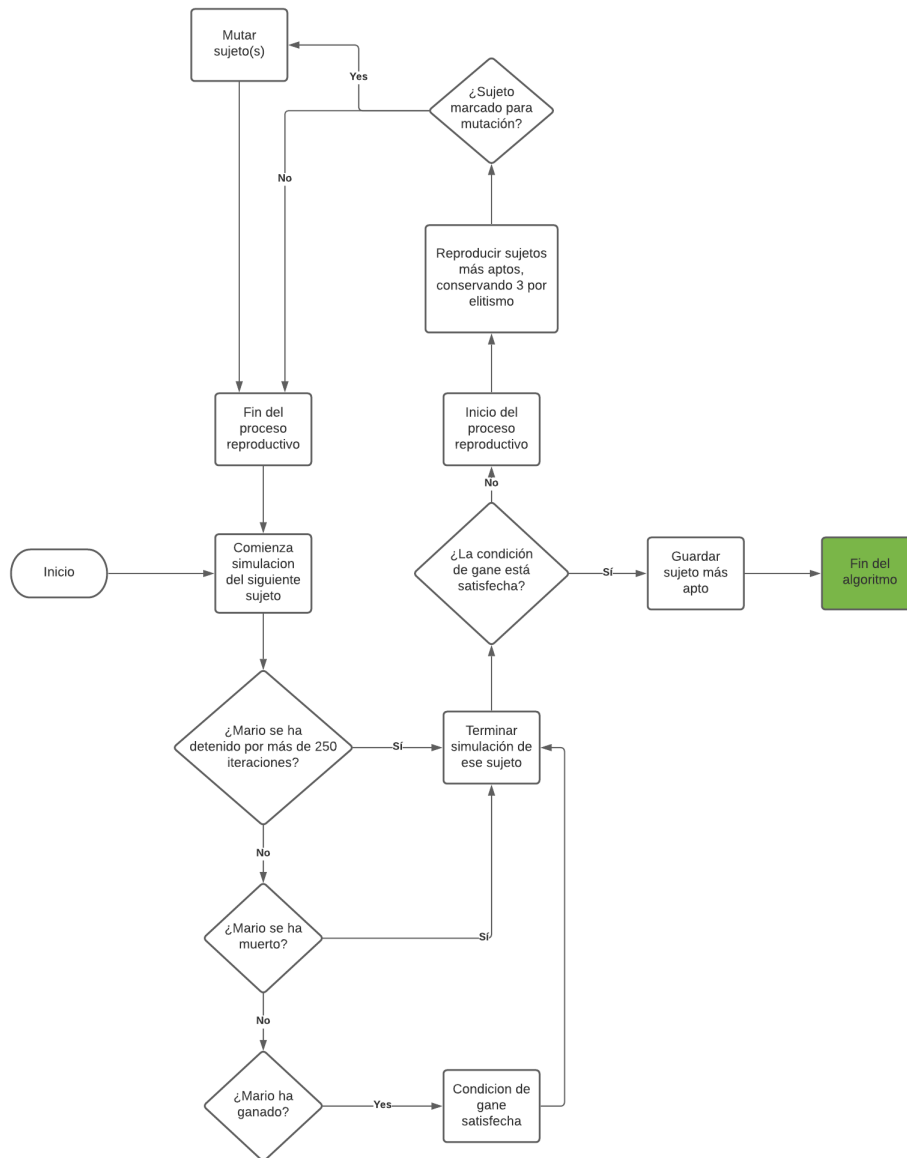 Mutar
sujeto(s)
Yes
¿Sujeto
marcado para
mutación?
No
Reproducir sujetos
más aptos,
conservando 3 por
elitismo
Fin del
proceso
reproductivo
Inicio del
proceso
reproductivo
No
Inicio
Comienza
simulacion
del siguiente
sujeto
¿La condición
de gane está
satisfecha?
Sí
Guardar
sujeto más
apto
Fin del
algoritmo
¿Mario se ha
detenido por más de 250
iteraciones?
Sí
Terminar
simulación de
ese sujeto
No
¿Mario se ha
muerto?
Sí
No
¿Mario ha
ganado?
Yes
Condicion de
gane
satisfecha